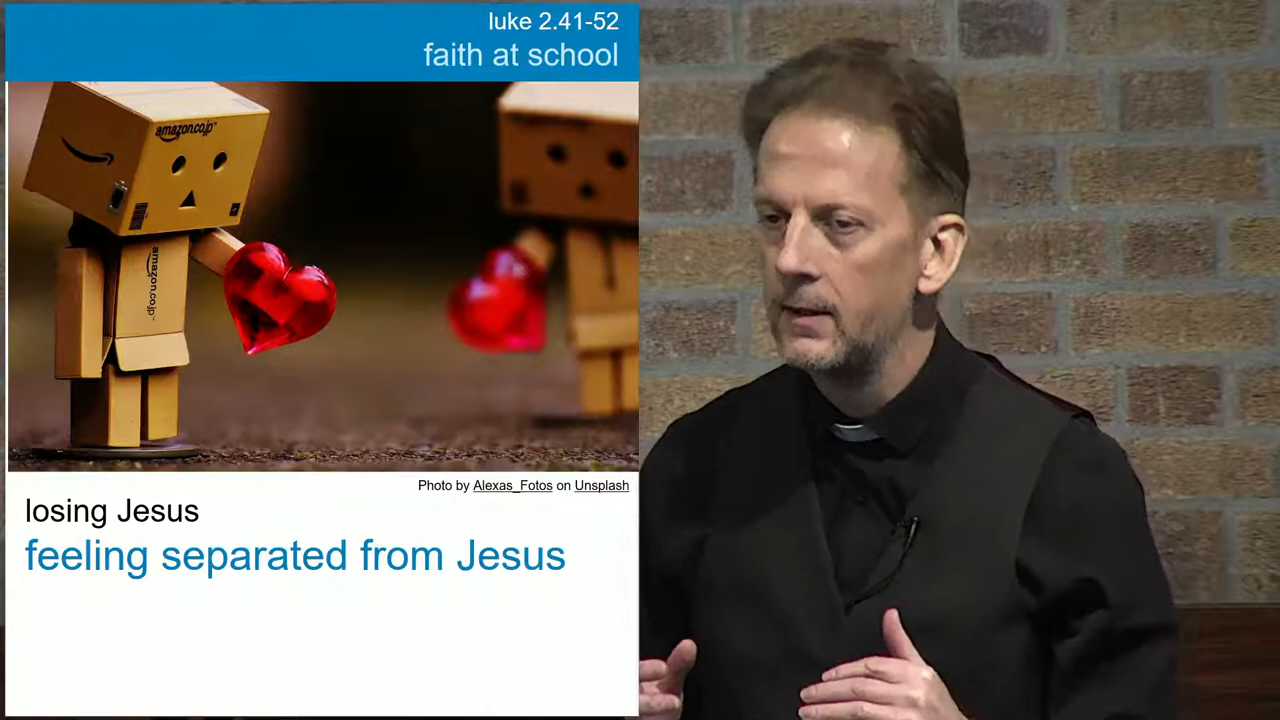 luke 2.41-52
faith at school
amazon.co.jp
amazon.co.jp
Photo by Alexas_Fotos on Unsplash
losing Jesus
feeling separated from Jesus